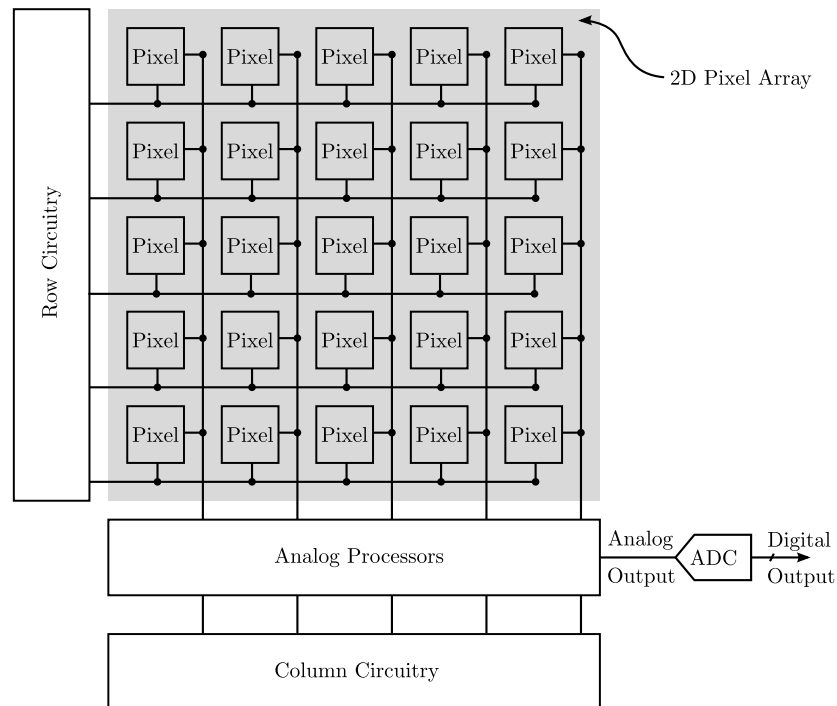 Pixel Pixel Pixel Pixel Pixel
2D Pixel Array
Pixel Pixel Pixel Pixel Pixel
Row Circuitry
Pixel Pixel Pixel Pixel Pixel
Pixel Pixel Pixel Pixel Pixel
Pixel Pixel Pixel Pixel Pixel
Analog Processors
Analog
Output
ADC
Digital
Output
Column Circuitry